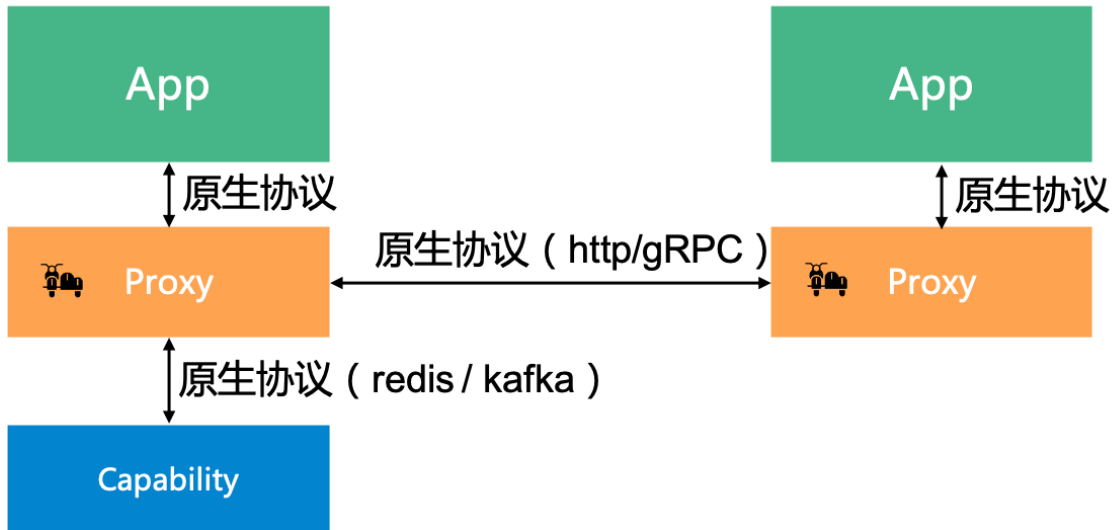 App
App
原生协议
原生协议
原生协议（http/gRPC）
Proxy
Proxy
原生协议（redis / kafka）
Capability